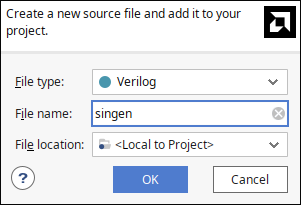 Create a new source file and add it to your
project.
File type: Verilog
File name: singen
File location: <Local to Project>
? OK Cancel